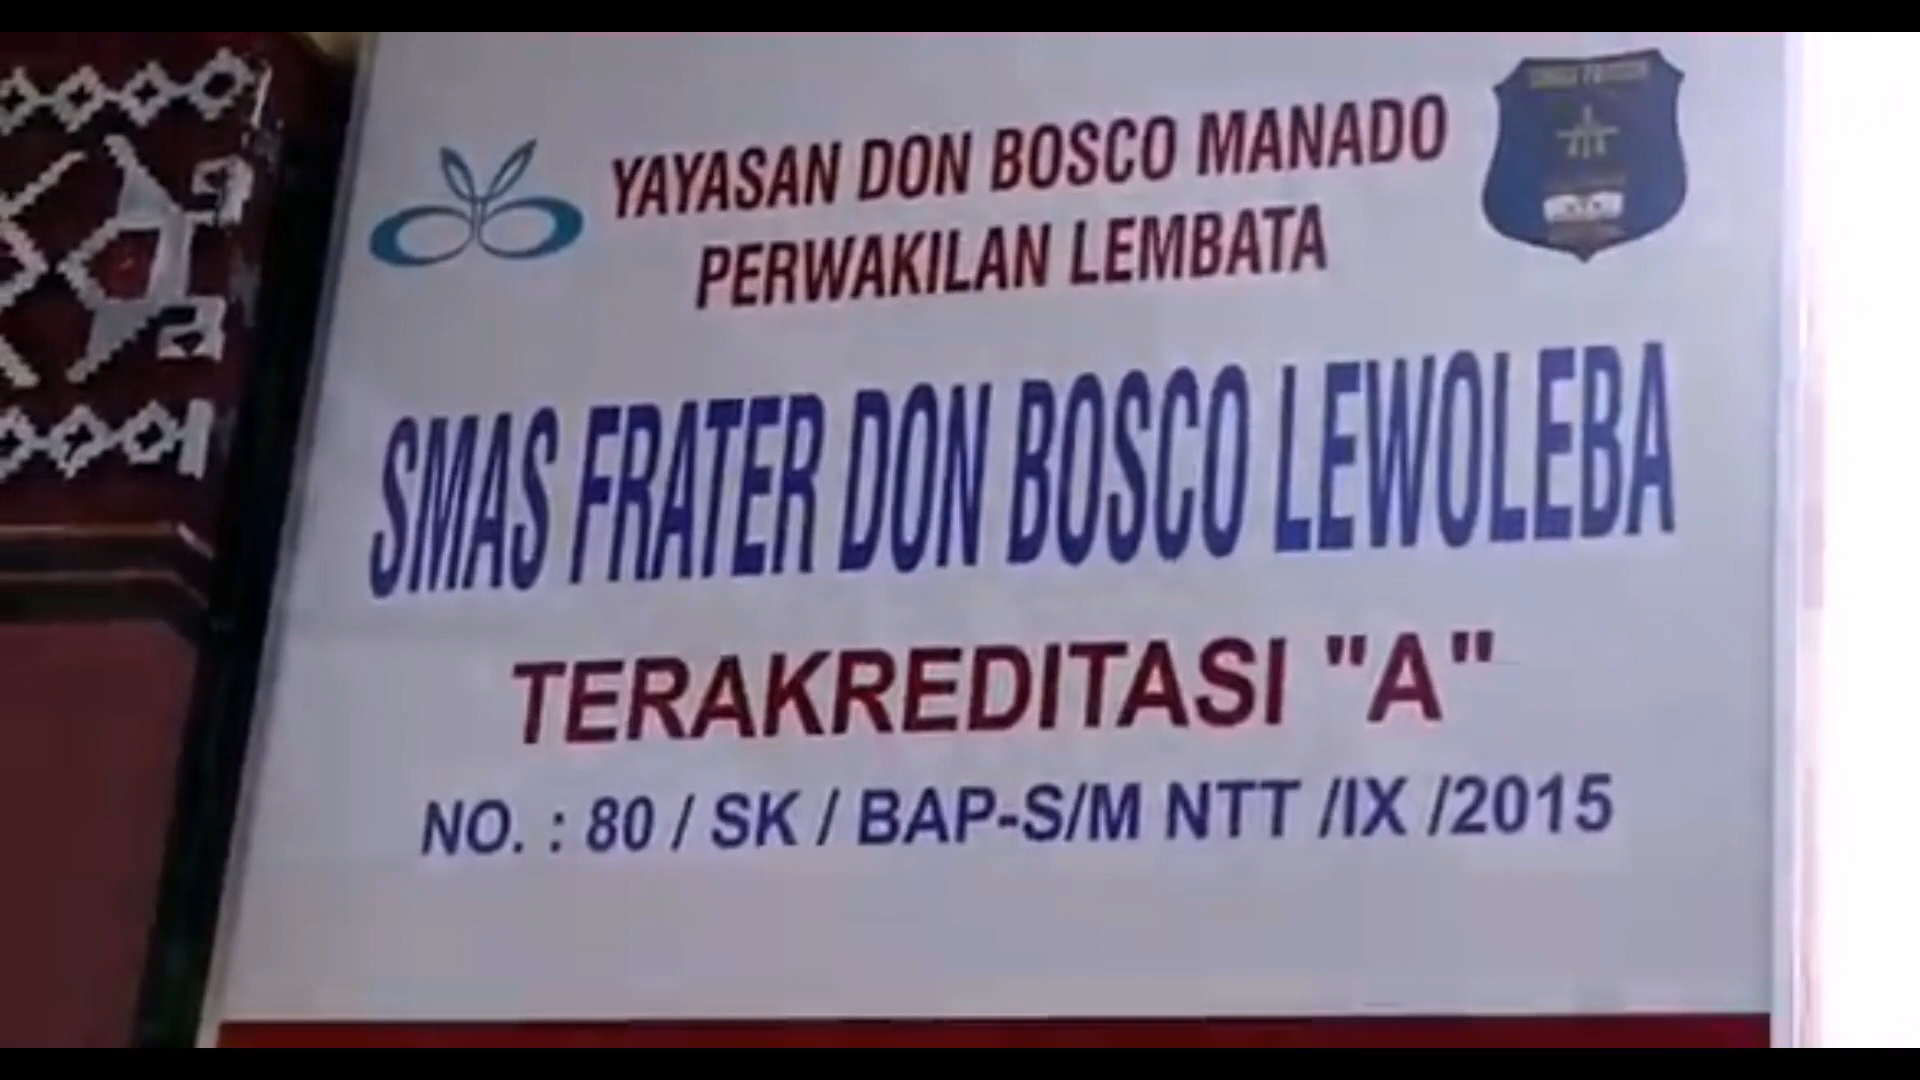 YAYASAN DON BOSCO MANADO
PERWAKILAN LEMBATA
SMAS FRATER DON BOSCO LEWOLEBA
TERAKREDITASI "A"
NO. : 80 / SK / BAP-S/M NTT /IX /2015